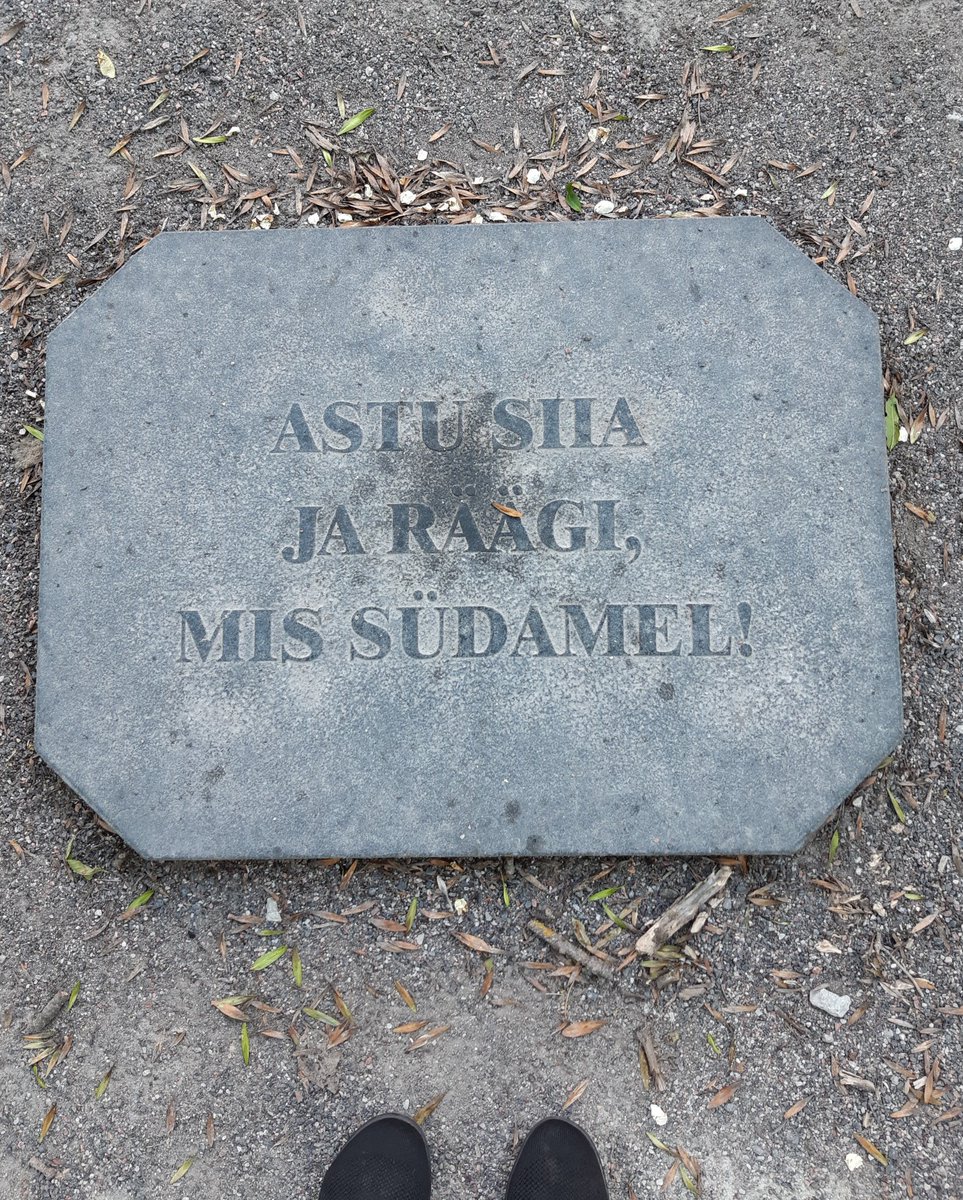 ASTU SIIA
JA RÄÄGI,
MIS SÜDAMEL!